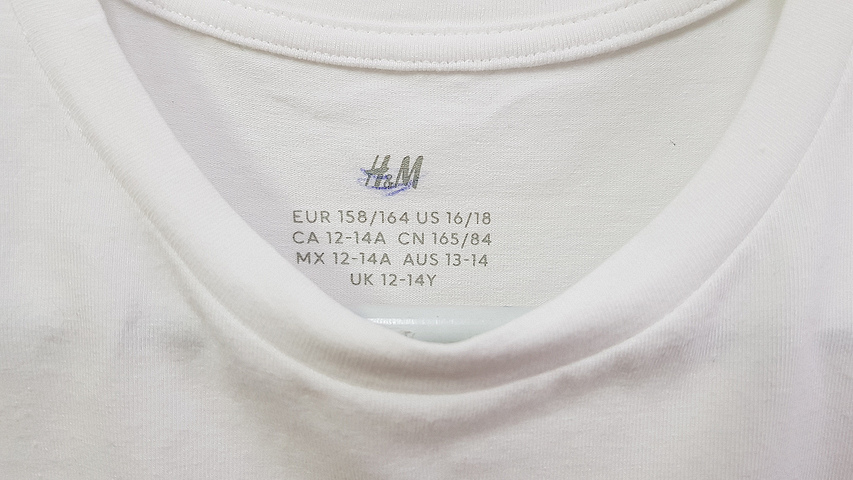 H&M
EUR 158/164 US 16/18
CA 12-14A CN 165/84
MX 12-14A AUS 13-14
UK 12-14Y